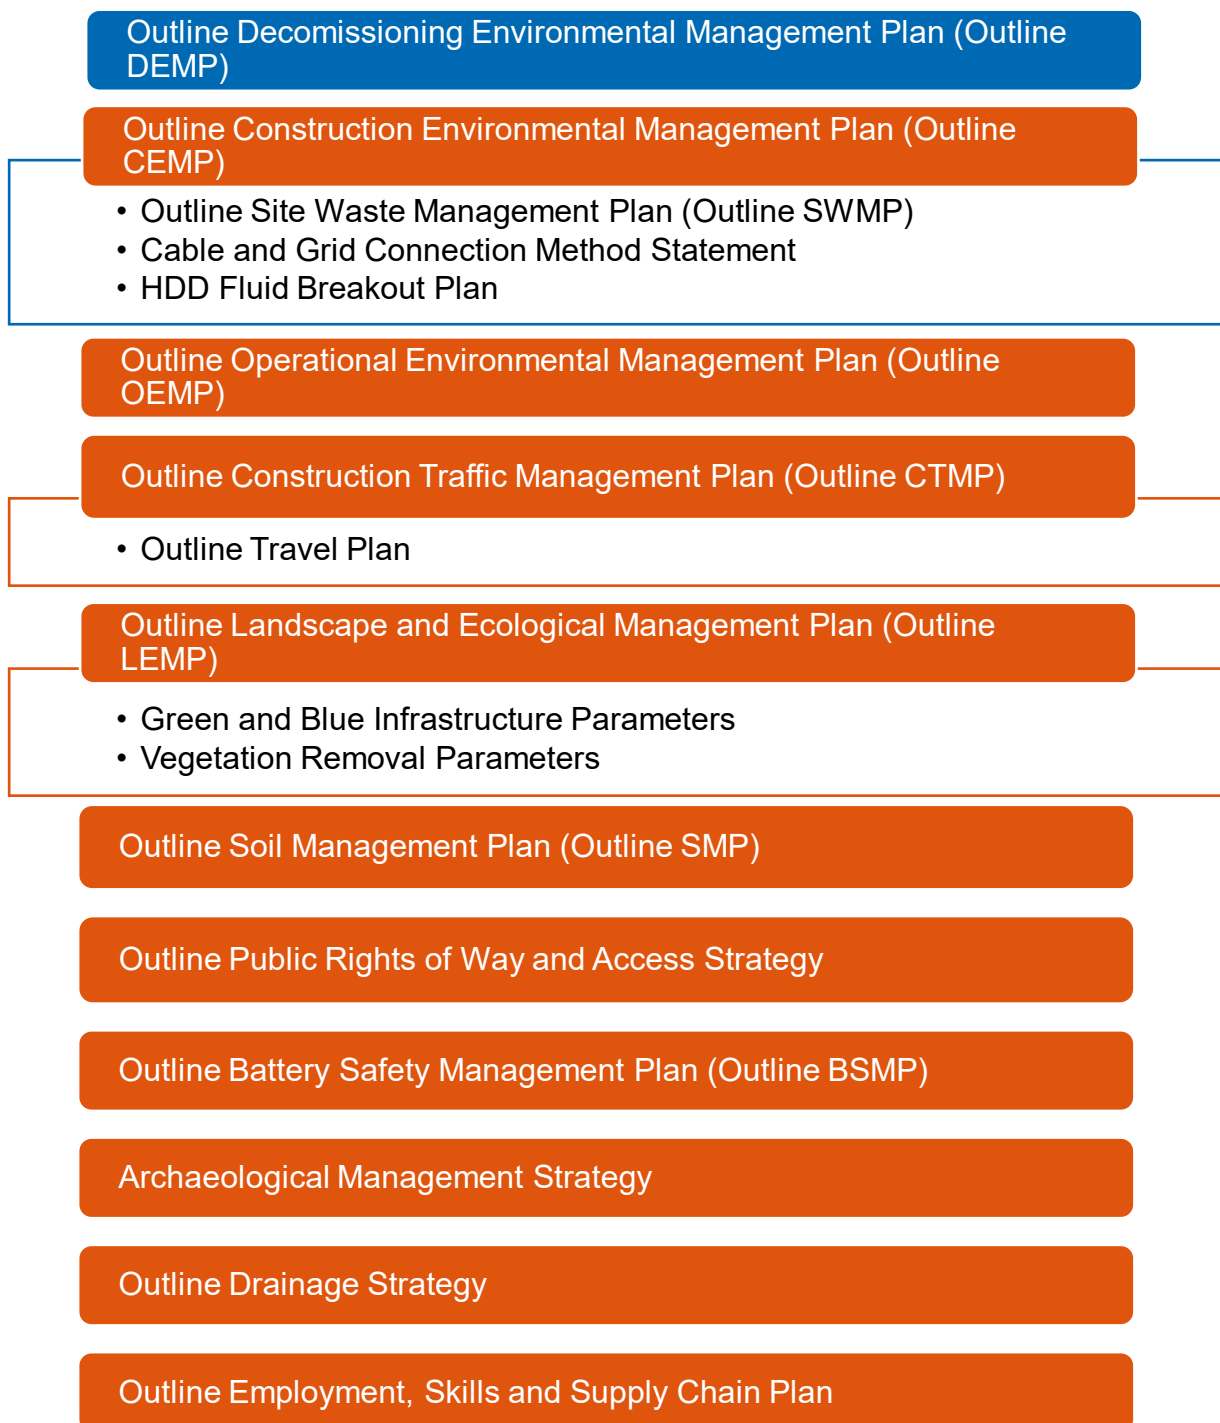 Outline Decomissioning Environmental Management Plan (Outline
DEMP)
Outline Construction Environmental Management Plan (Outline
CEMP)
• Outline Site Waste Management Plan (Outline SWMP)
• Cable and Grid Connection Method Statement
• HDD Fluid Breakout Plan
Outline Operational Environmental Management Plan (Outline
OEMP)
Outline Construction Traffic Management Plan (Outline CTMP)
• Outline Travel Plan
Outline Landscape and Ecological Management Plan (Outline
LEMP)
• Green and Blue Infrastructure Parameters
• Vegetation Removal Parameters
Outline Soil Management Plan (Outline SMP)
Outline Public Rights of Way and Access Strategy
Outline Battery Safety Management Plan (Outline BSMP)
Archaeological Management Strategy
Outline Drainage Strategy
Outline Employment, Skills and Supply Chain Plan